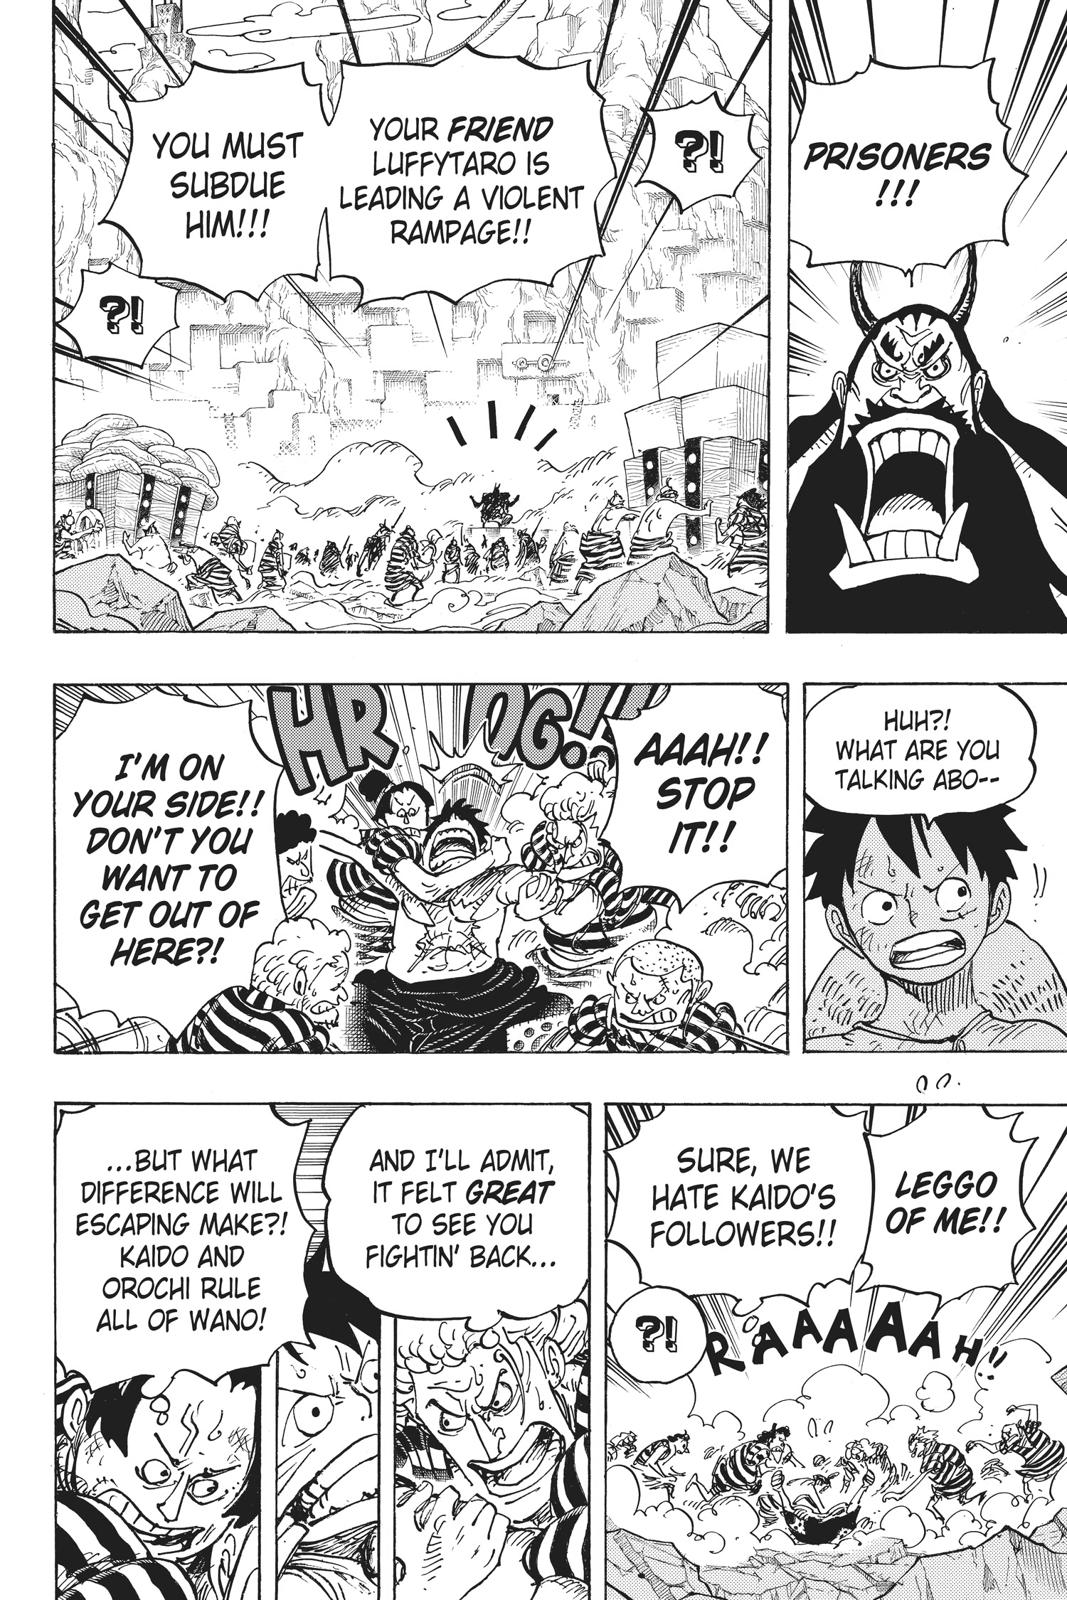 PRISONERS
!!!
?!
YOUR FRIEND
LUFFYTARO IS
LEADING A VIOLENT
RAMPAGE!!
YOU MUST
SUBDUE
HIM!!!
?!
HUH?!
WHAT ARE YOU
TALKING ABO--
AAAH!!
STOP
IT!!
HRNG!!
I'M ON
YOUR SIDE!!
DON'T YOU
WANT TO
GET OUT OF
HERE?!
LEGGO
OF ME!!
SURE, WE
HATE KAIDO'S
FOLLOWERS!!
?!
RAAAAAH!!
AND I'LL ADMIT,
IT FELT GREAT
TO SEE YOU
FIGHTIN' BACK...
...BUT WHAT
DIFFERENCE WILL
ESCAPING MAKE?!
KAIDO AND
OROCHI RULE
ALL OF WANO!